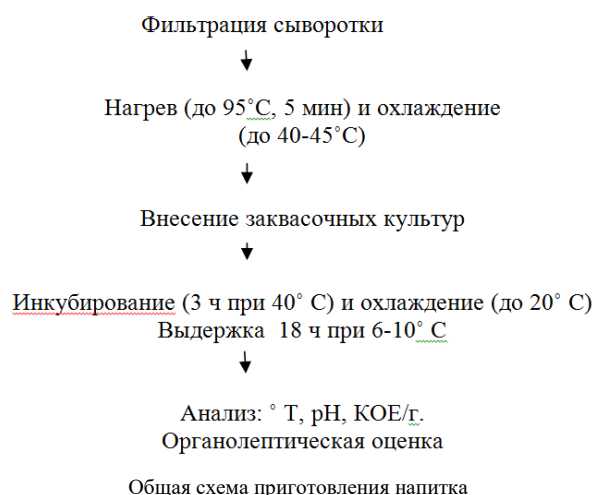 Фильтрация сыворотки
Нагрев (до 95˚С, 5 мин) и охлаждение
(до 40-45˚С)
Внесение заквасочных культур
Инкубирование (3 ч при 40˚ С) и охлаждение (до 20˚ С)
Выдержка 18 ч при 6-10˚ С
Анализ: ˚ Т, рН, КОЕ/г.
Органолептическая оценка
Общая схема приготовления напитка